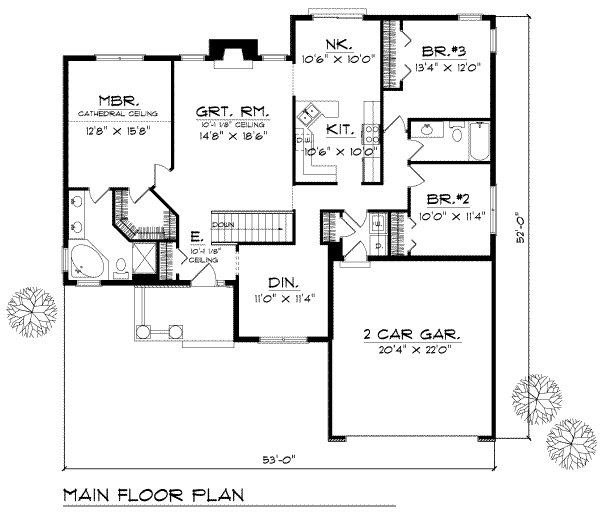 NK.
10'6" × 10'0"
BR.#3
13'4" × 12'0"
MBR.
CATHEDRAL CEILING
12'8" × 15'8"
GRT. RM.
10'-1 1/8" CEILING
14'8" × 18'6"
KIT.
10'6" × 10'0"
BR.#2
10'0" × 11'4"
DOWN
E.
10'-1 1/8"
CEILING
DIN.
11'0" × 11'4"
2 CAR GAR.
20'4" × 22'0"
52'-0"
53'-0"
MAIN FLOOR PLAN